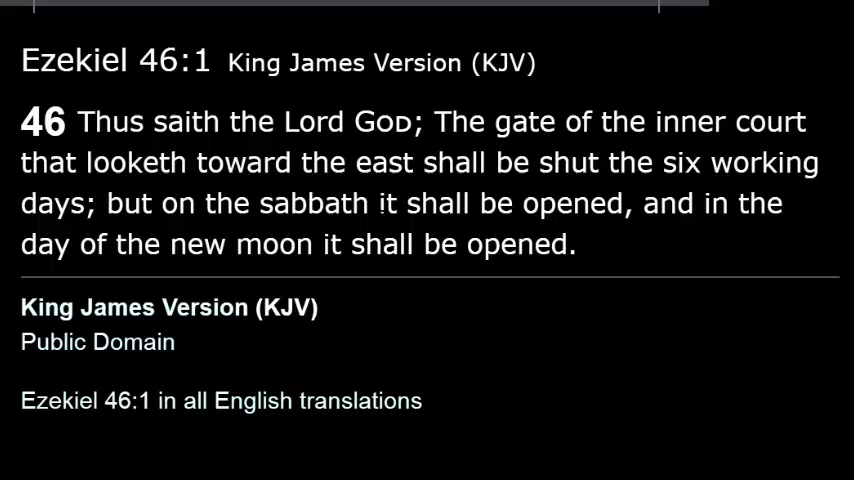 Ezekiel 46:1 King James Version (KJV)
46 Thus saith the Lord GOD; The gate of the inner court
that looketh toward the east shall be shut the six working
days; but on the sabbath it shall be opened, and in the
day of the new moon it shall be opened.
King James Version (KJV)
Public Domain
Ezekiel 46:1 in all English translations